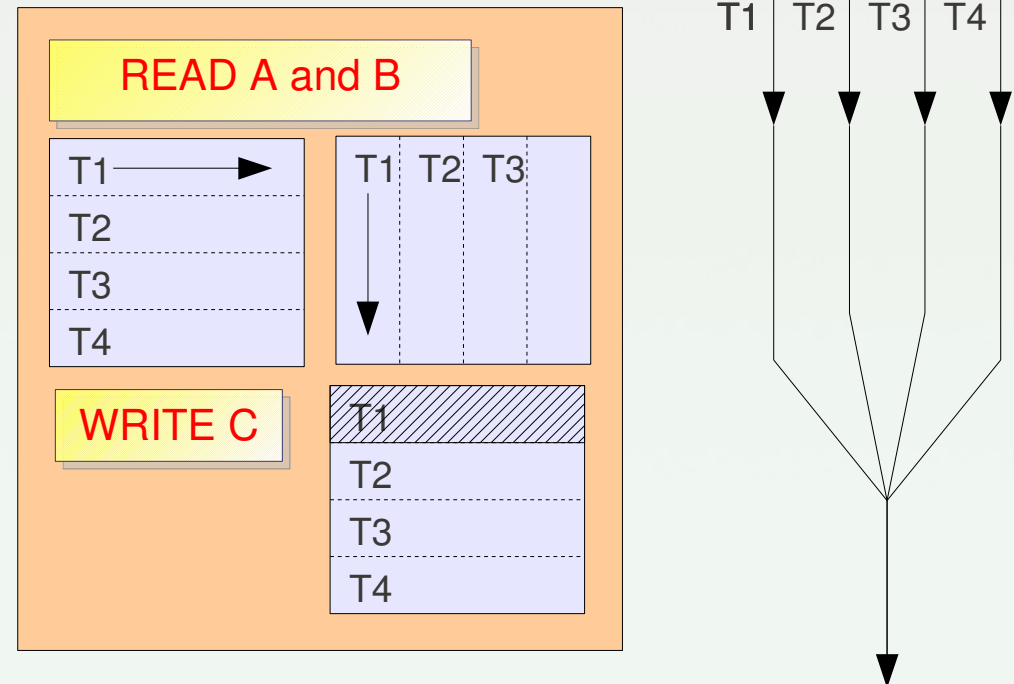 T1 T2 T3 T4
READ A and B
T1
T2
T3
T4
T1 T2 T3
WRITE C
T1
T2
T3
T4